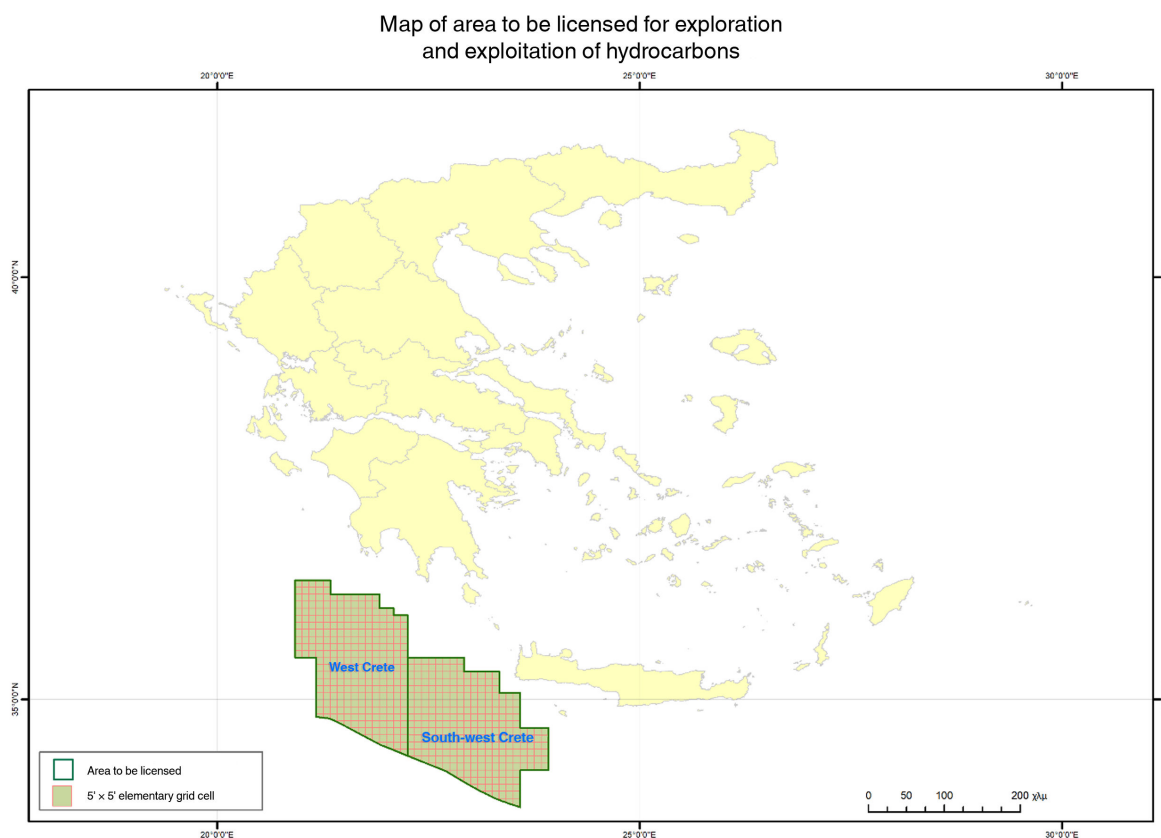 Map of area to be licensed for exploration
and exploitation of hydrocarbons
20°0'0"E 25°0'0"E 30°0'0"E
40°0'0"N
West Crete
35°0'0"N
South-west Crete
Area to be licensed
5' × 5' elementary grid cell
0 50 100 200 χλμ
20°0'0"E 25°0'0"E 30°0'0"E